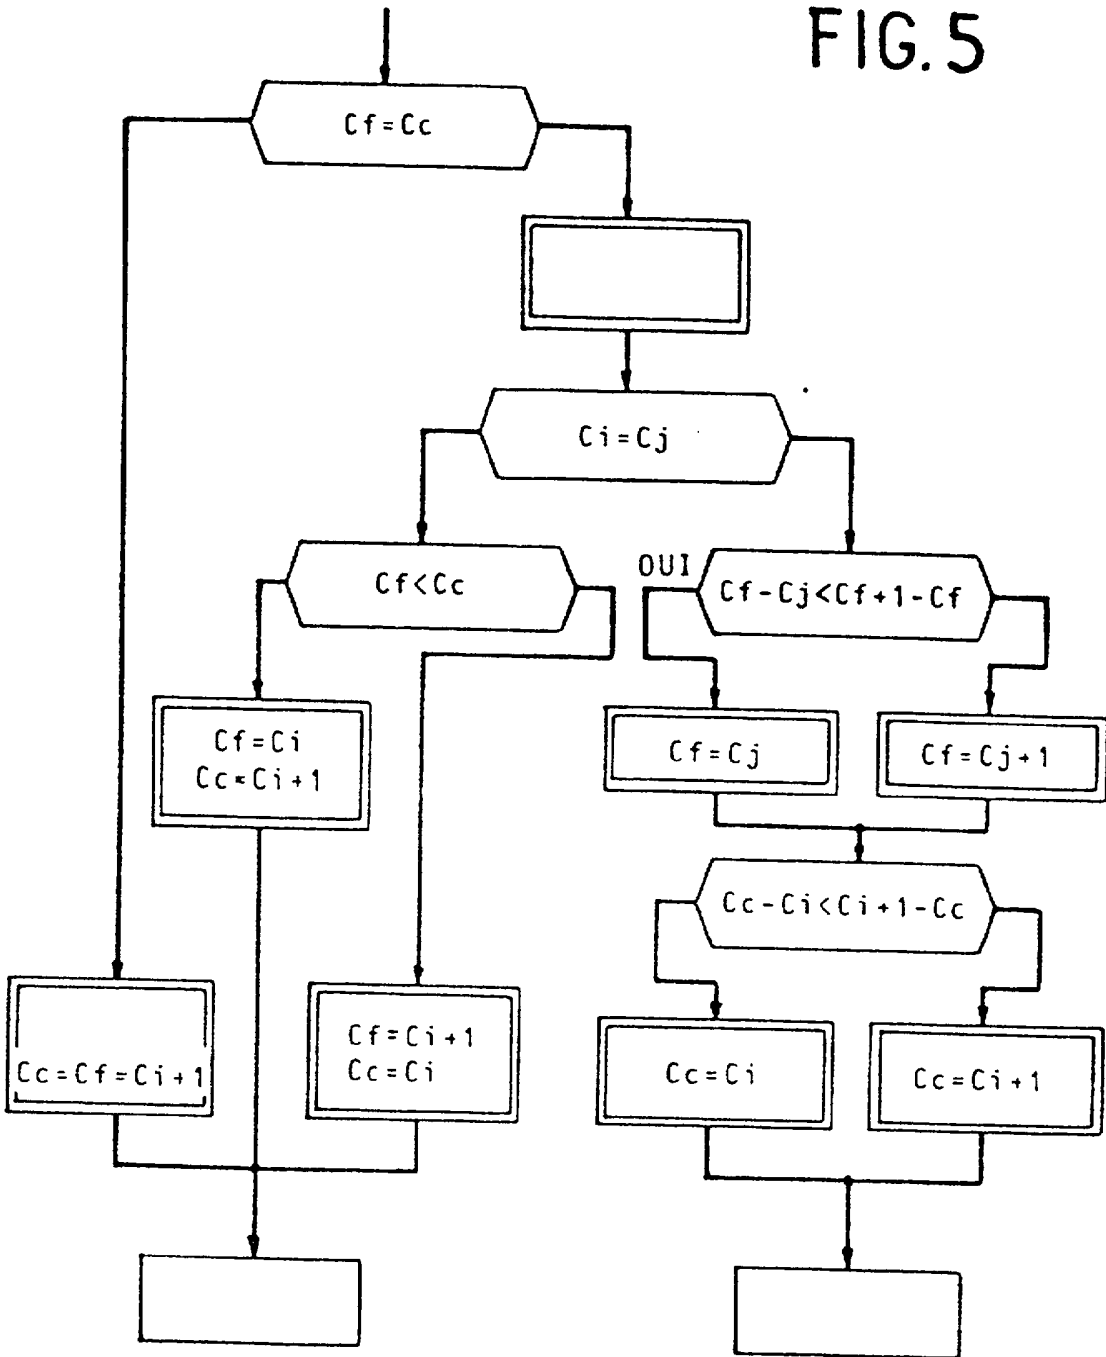 FIG. 5
Cf=Cc
Ci=Cj
Cf<Cc
OUI
Cf-Cj<Cf+1-Cf
Cf=Ci
Cc=Ci+1
Cf=Cj
Cf=Cj+1
Cc-Ci<Ci+1-Cc
Cc=Cf=Ci+1
Cf=Ci+1
Cc=Ci
Cc=Ci
Cc=Ci+1